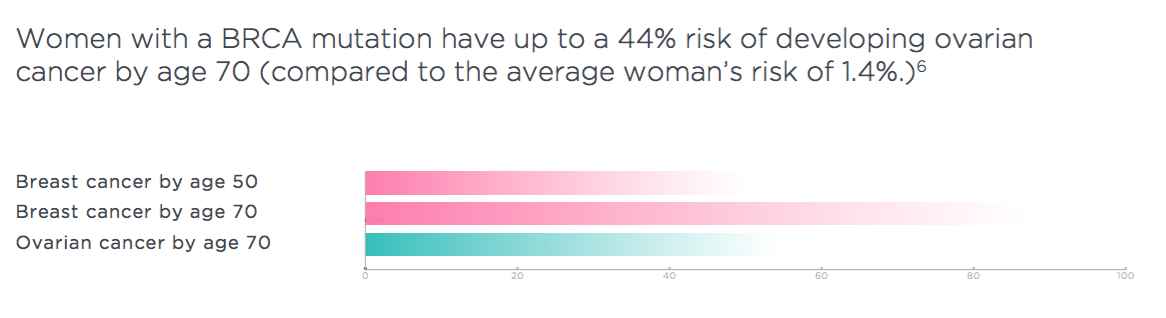 Women with a BRCA mutation have up to a 44% risk of developing ovarian
cancer by age 70 (compared to the average woman’s risk of 1.4%.)⁶
Breast cancer by age 50
Breast cancer by age 70
Ovarian cancer by age 70
0 20 40 60 80 100